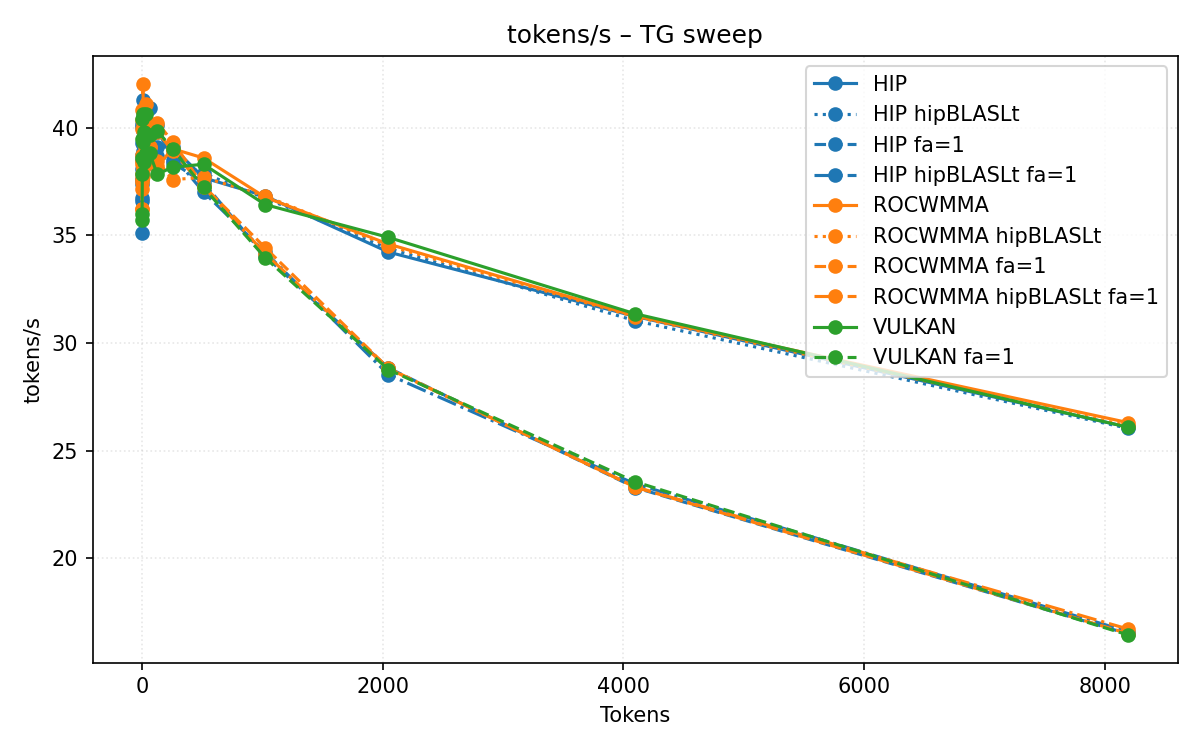 tokens/s – TG sweep
40
35
30
25
20
tokens/s
0
2000
4000
6000
8000
Tokens
HIP
HIP hipBLASLt
HIP fa=1
HIP hipBLASLt fa=1
ROCWMMA
ROCWMMA hipBLASLt
ROCWMMA fa=1
ROCWMMA hipBLASLt fa=1
VULKAN
VULKAN fa=1